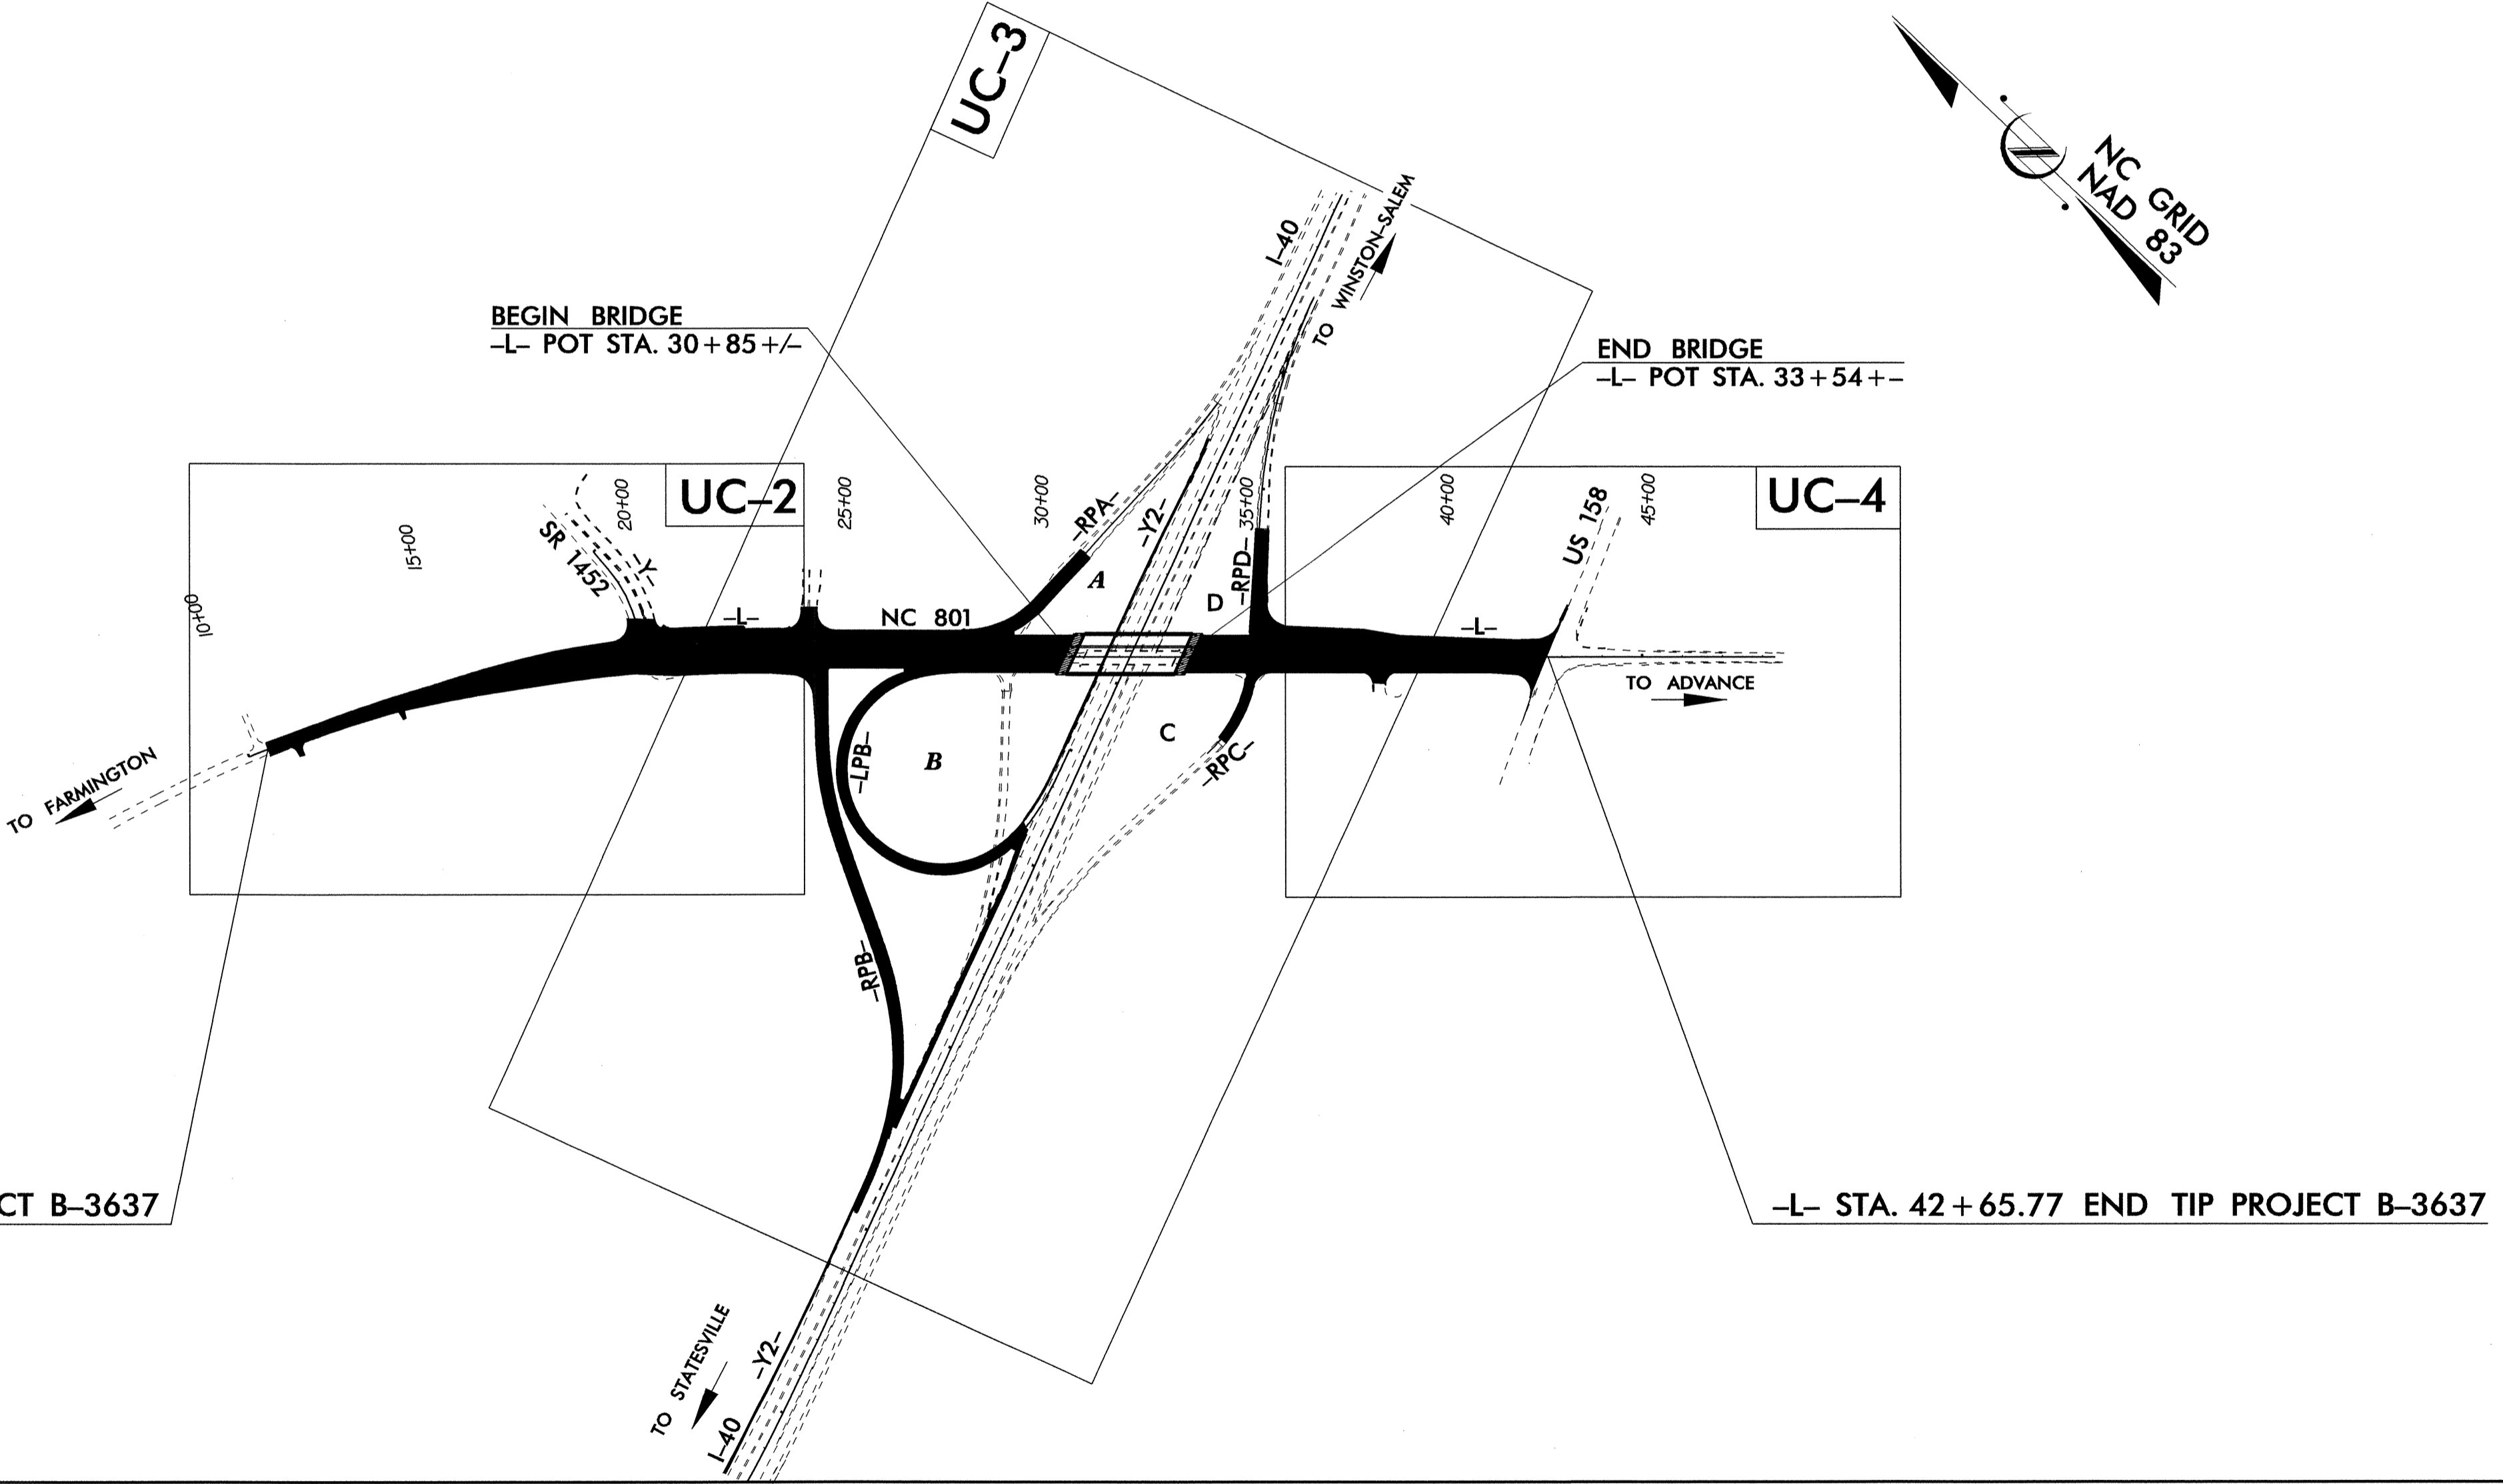 UC–3
NC GRID
NAD 83
I–40
TO WINSTON–SALEM
BEGIN BRIDGE
–L– POT STA. 30+85+/–
END BRIDGE
–L– POT STA. 33+54+–
UC–2
UC–4
10+00
15+00
20+00
25+00
30+00
35+00
40+00
45+00
SR 1452
–Y–
–L–
NC 801
–RPA–
A
–Y2–
–RPD–
D
US 158
–L–
TO ADVANCE
–LPB–
B
C
–RPC–
TO FARMINGTON
–RPB–
CT B–3637
–L– STA. 42+65.77 END TIP PROJECT B–3637
TO STATESVILLE
–Y2–
I–40